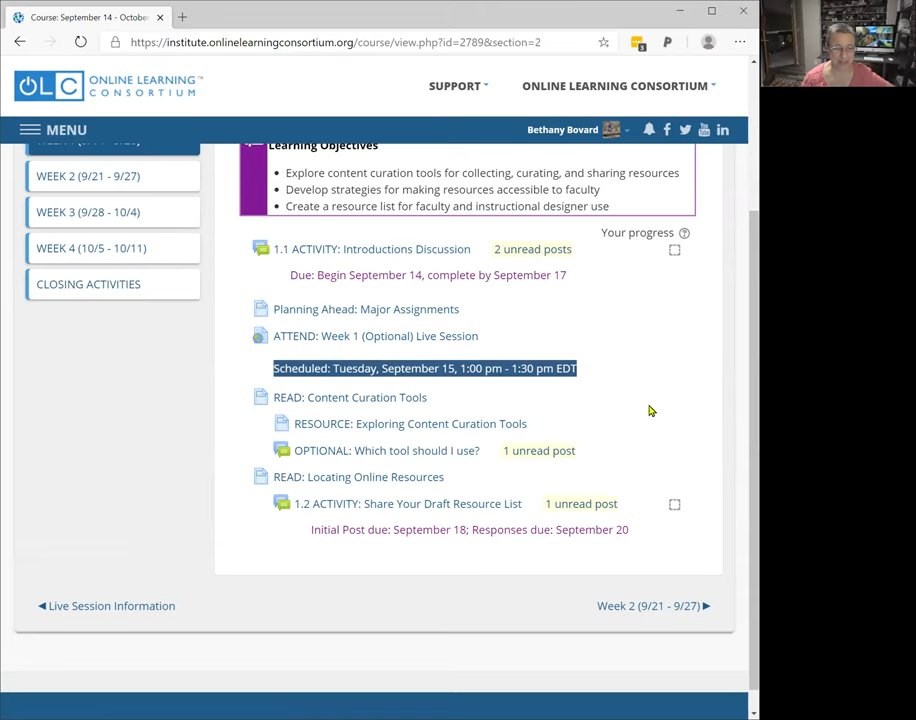 Course: September 14 - Octobe
https://institute.onlinelearningconsortium.org/course/view.php?id=2789&section=2
OLC ONLINE LEARNING CONSORTIUM™
SUPPORT
ONLINE LEARNING CONSORTIUM
MENU
Bethany Bovard
WEEK 2 (9/21 - 9/27)
WEEK 3 (9/28 - 10/4)
WEEK 4 (10/5 - 10/11)
CLOSING ACTIVITIES
Learning Objectives
Explore content curation tools for collecting, curating, and sharing resources
Develop strategies for making resources accessible to faculty
Create a resource list for faculty and instructional designer use
Your progress
1.1 ACTIVITY: Introductions Discussion 2 unread posts
Due: Begin September 14, complete by September 17
Planning Ahead: Major Assignments
ATTEND: Week 1 (Optional) Live Session
Scheduled: Tuesday, September 15, 1:00 pm - 1:30 pm EDT
READ: Content Curation Tools
RESOURCE: Exploring Content Curation Tools
OPTIONAL: Which tool should I use? 1 unread post
READ: Locating Online Resources
1.2 ACTIVITY: Share Your Draft Resource List 1 unread post
Initial Post due: September 18; Responses due: September 20
Live Session Information
Week 2 (9/21 - 9/27)